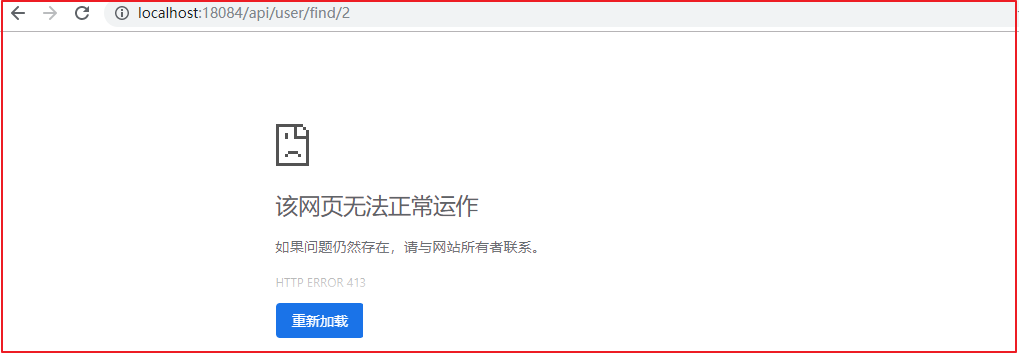 localhost:18084/api/user/find/2
该网页无法正常运作
如果问题仍然存在，请与网站所有者联系。
HTTP ERROR 413
重新加载